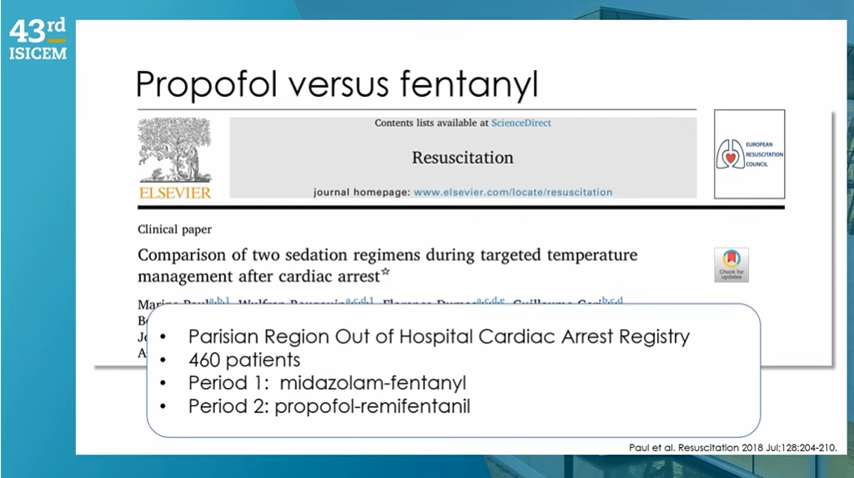 43rd
ISICEM
Propofol versus fentanyl
Contents lists available at ScienceDirect
Resuscitation
journal homepage: www.elsevier.com/locate/resuscitation
ELSEVIER
EUROPEAN
RESUSCITATION
COUNCIL
Clinical paper
Comparison of two sedation regimens during targeted temperature
management after cardiac arrest☆
Check for
updates
• Parisian Region Out of Hospital Cardiac Arrest Registry
• 460 patients
• Period 1: midazolam-fentanyl
• Period 2: propofol-remifentanil
Paul et al. Resuscitation 2018 Jul;128:204-210.